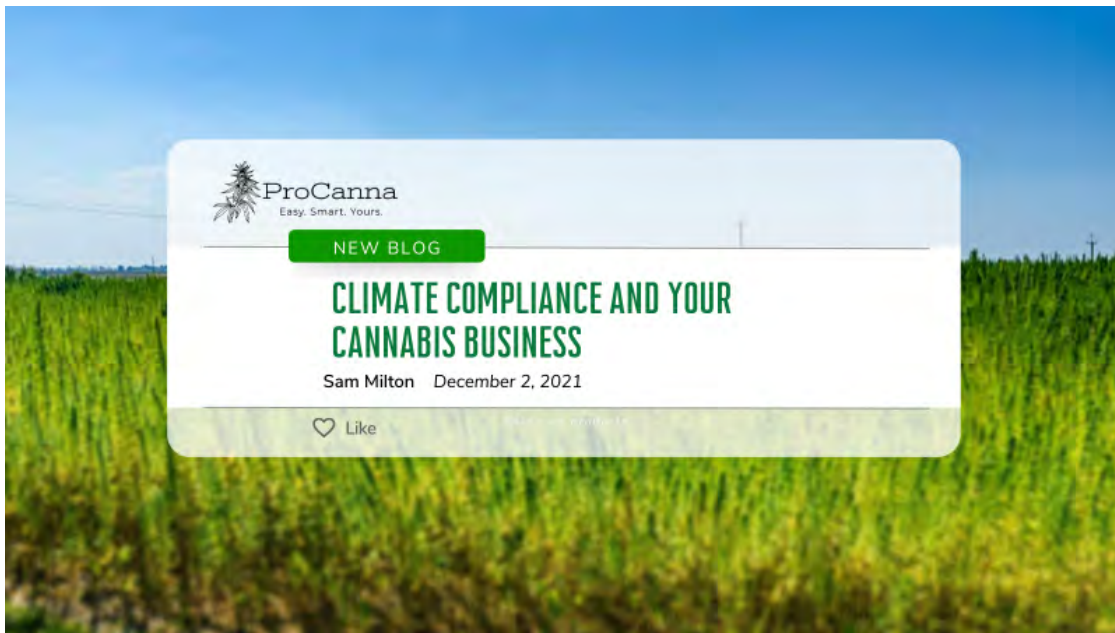 ProCanna
Easy. Smart. Yours.
NEW BLOG
CLIMATE COMPLIANCE AND YOUR
CANNABIS BUSINESS
Sam Milton December 2, 2021
Like